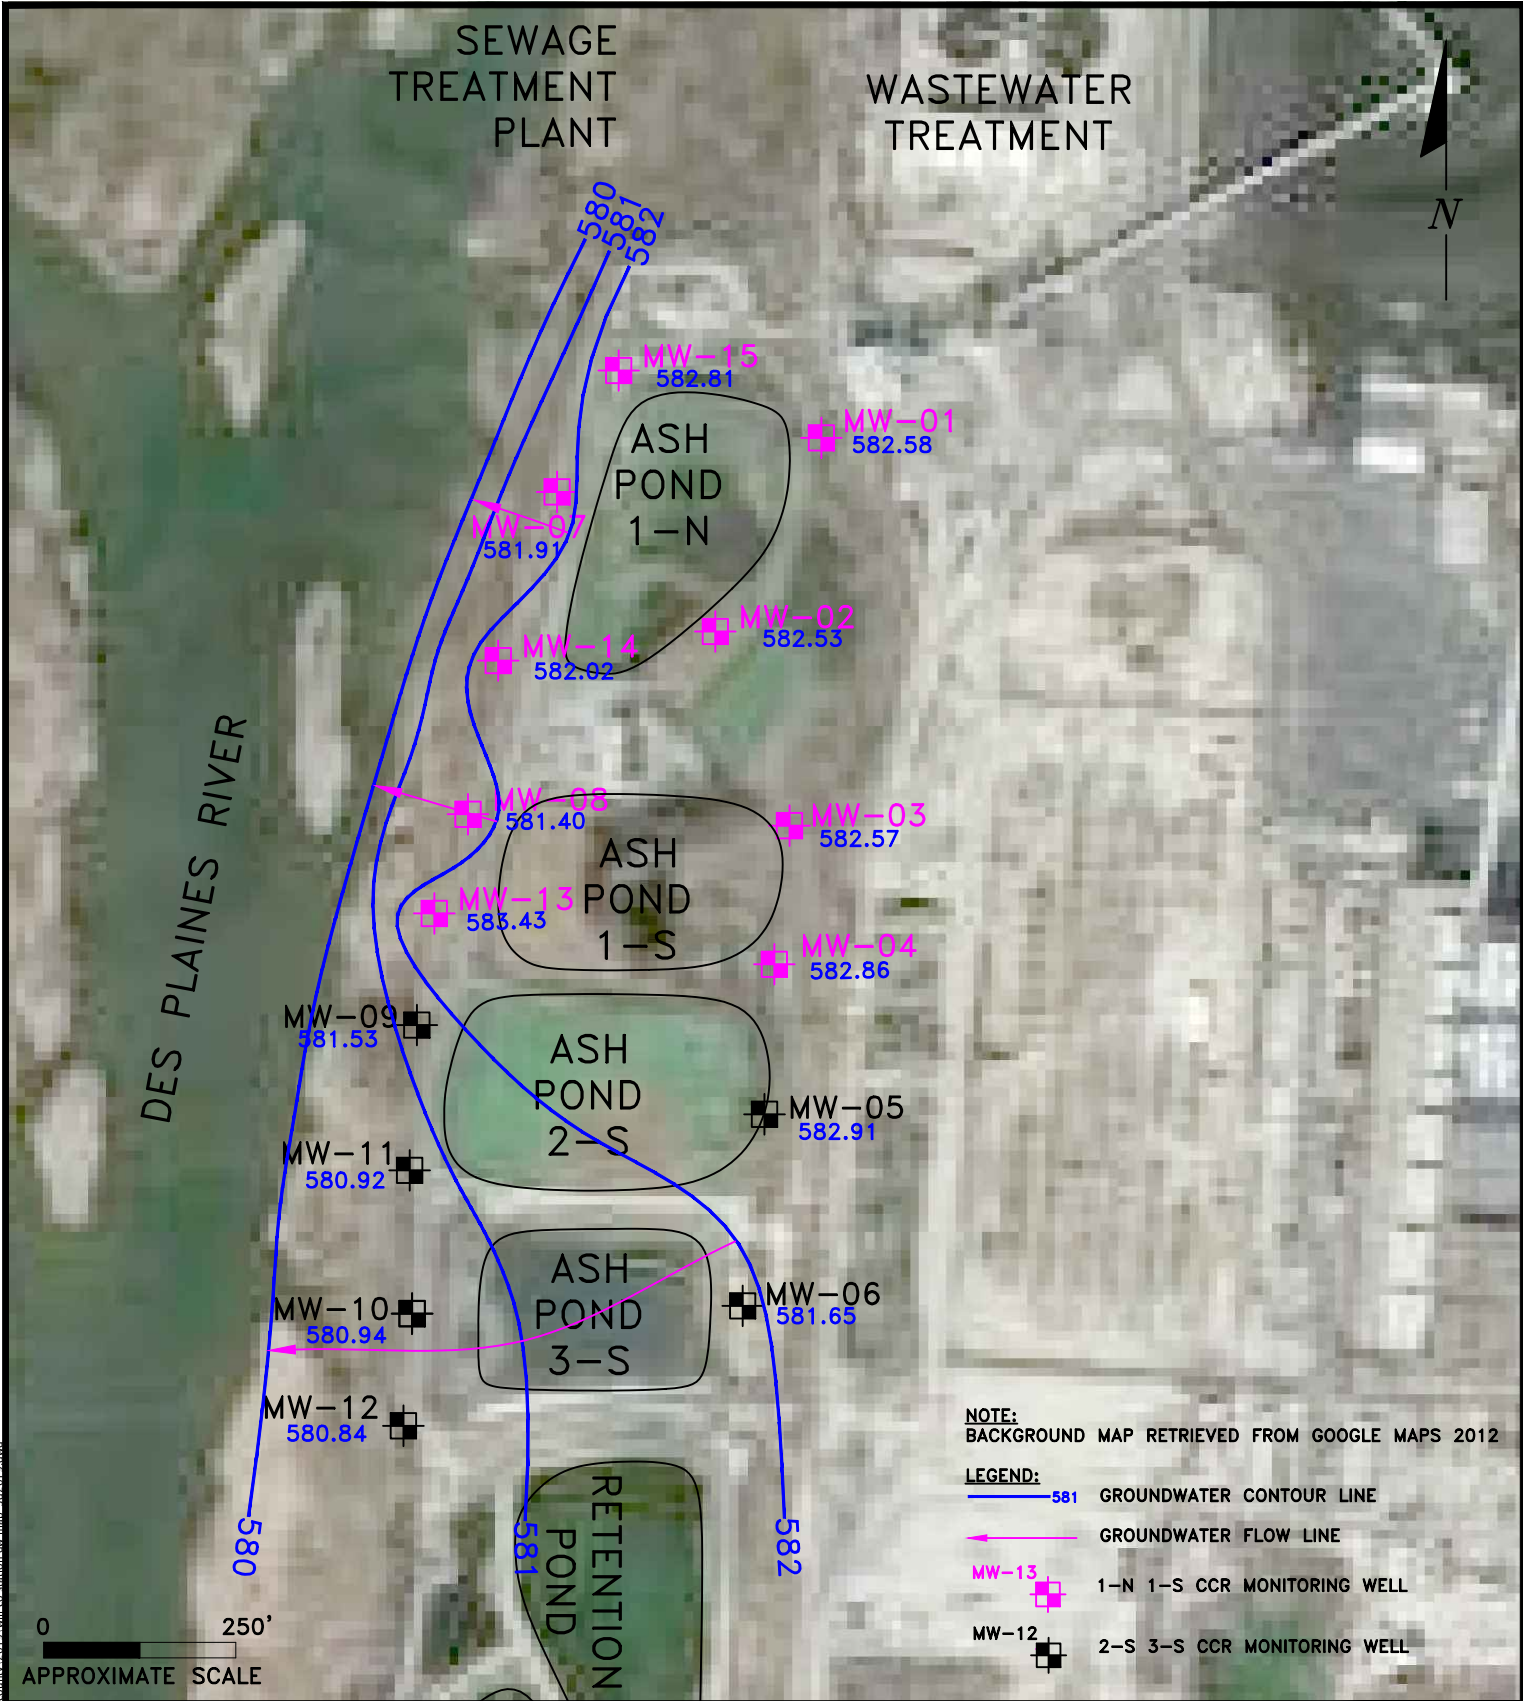 SEWAGE
TREATMENT
PLANT
WASTEWATER
TREATMENT
N
580
581
582
MW-15
582.81
MW-01
582.58
ASH
POND
1-N
MW-07
581.91
MW-02
582.53
MW-14
582.02
DES PLAINES RIVER
MW-08
581.40
MW-03
582.57
ASH
POND
1-S
MW-13
583.43
MW-04
582.86
MW-09
581.53
ASH
POND
2-S
MW-05
582.91
MW-11
580.92
ASH
POND
3-S
MW-06
581.65
MW-10
580.94
MW-12
580.84
RETENTION
POND
580
581
582
0 250'
APPROXIMATE SCALE
NOTE:
BACKGROUND MAP RETRIEVED FROM GOOGLE MAPS 2012
LEGEND:
581 GROUNDWATER CONTOUR LINE
GROUNDWATER FLOW LINE
MW-13 1-N 1-S CCR MONITORING WELL
MW-12 2-S 3-S CCR MONITORING WELL